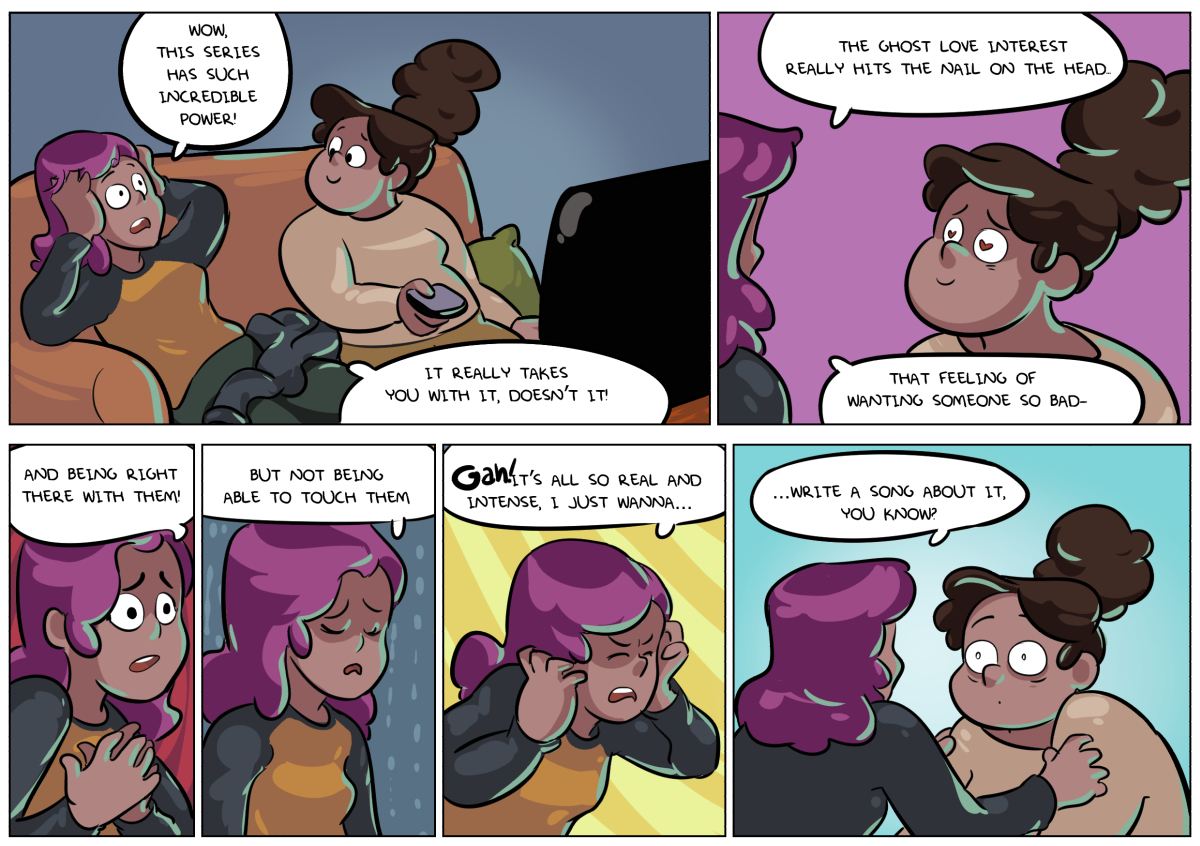 WOW,
THIS SERIES
HAS SUCH
INCREDIBLE
POWER!
IT REALLY TAKES
YOU WITH IT, DOESN'T IT!
THE GHOST LOVE INTEREST
REALLY HITS THE NAIL ON THE HEAD..
THAT FEELING OF
WANTING SOMEONE SO BAD-
AND BEING RIGHT
THERE WITH THEM!
BUT NOT BEING
ABLE TO TOUCH THEM
Gah! IT'S ALL SO REAL AND
INTENSE, I JUST WANNA...
...WRITE A SONG ABOUT IT,
YOU KNOW?